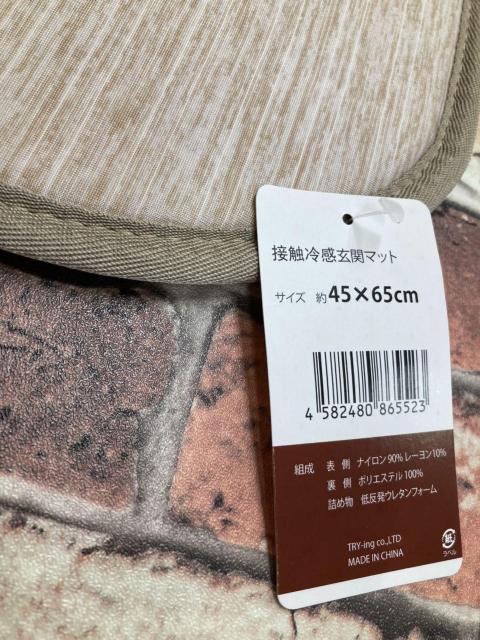 接触冷感玄関マット
サイズ 約45×65cm
4 582480 865523
組成 表 側 ナイロン90% レーヨン10%
裏 側 ポリエステル100%
詰め物 低反発ウレタンフォーム
TRY-ing co.,LTD
MADE IN CHINA
紙
ラベル